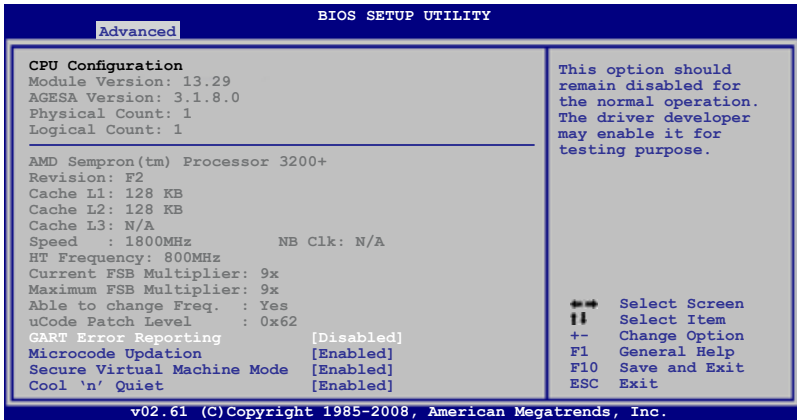 BIOS SETUP UTILITY
Advanced
CPU Configuration
Module Version: 13.29
AGESA Version: 3.1.8.0
Physical Count: 1
Logical Count: 1
AMD Sempron(tm) Processor 3200+
Revision: F2
Cache L1: 128 KB
Cache L2: 128 KB
Cache L3: N/A
Speed : 1800MHz NB Clk: N/A
HT Frequency: 800MHz
Current FSB Multiplier: 9x
Maximum FSB Multiplier: 9x
Able to change Freq. : Yes
uCode Patch Level : 0x62
GART Error Reporting [Disabled]
Microcode Updation [Enabled]
Secure Virtual Machine Mode [Enabled]
Cool ‘n’ Quiet [Enabled]
This option should
remain disabled for
the normal operation.
The driver developer
may enable it for
testing purpose.
Select Screen
Select Item
+- Change Option
F1 General Help
F10 Save and Exit
ESC Exit
v02.61 (C)Copyright 1985-2008, American Megatrends, Inc.